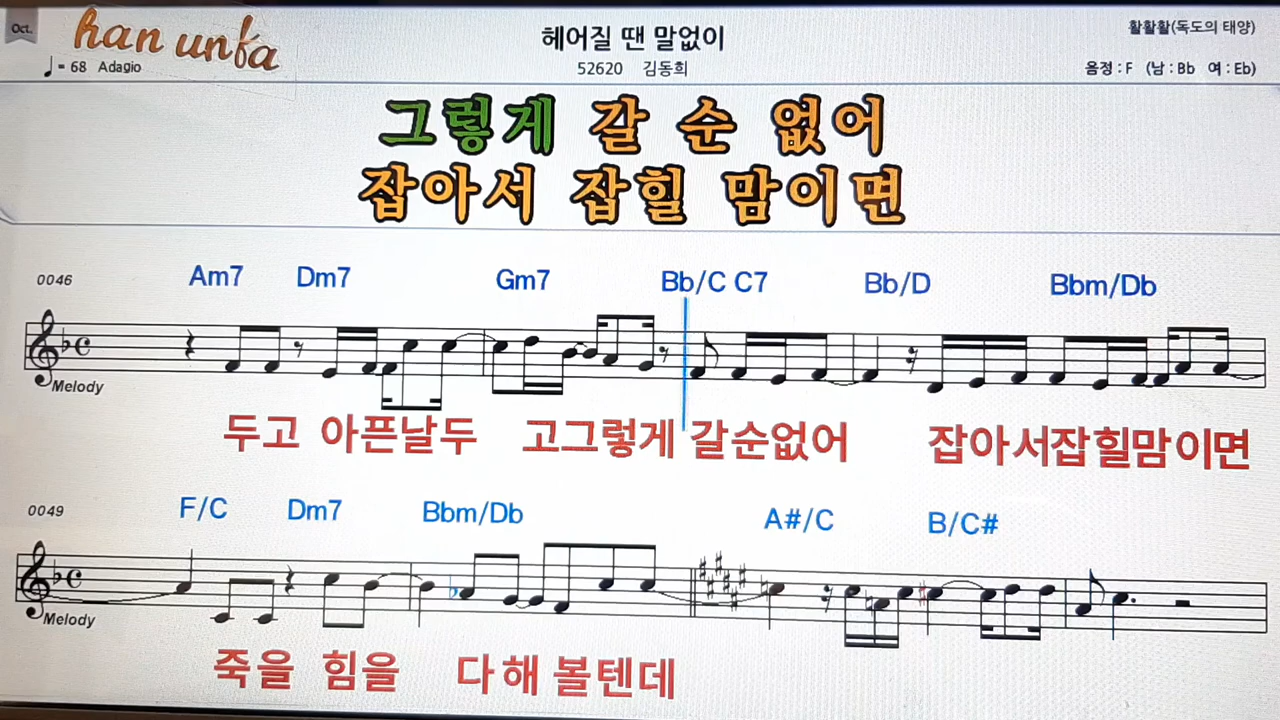 Oct.
han unfa
헤어질 땐 말없이
활활활(독도의 태양)
♩= 68 Adagio
52620 김동희
음정 : F (남 : Bb 여 : Eb)
그렇게 갈 순 없어
잡아서 잡힐 맘이면
0046 Am7 Dm7 Gm7 Bb/C C7 Bb/D Bbm/Db
Melody
두고 아픈날두 고그렇게 갈순없어 잡아서잡힐맘이면
0049 F/C Dm7 Bbm/Db A#/C B/C#
Melody
죽을 힘을 다해 볼텐데